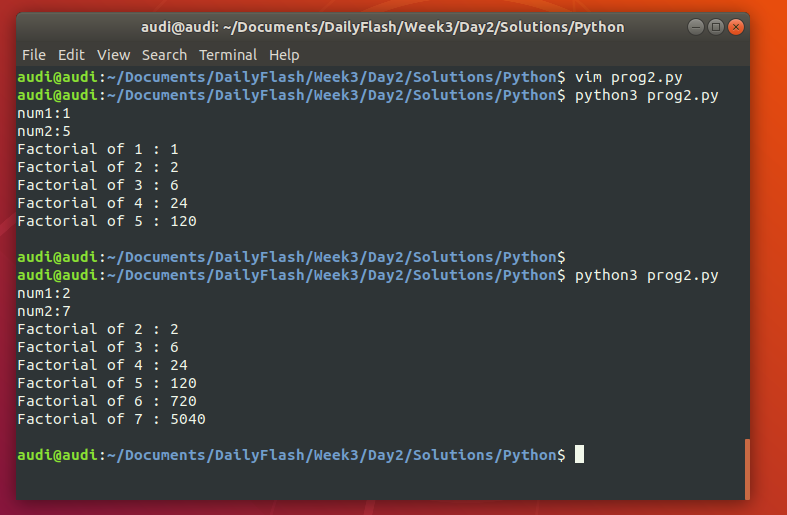 audi@audi: ~/Documents/DailyFlash/Week3/Day2/Solutions/Python
File Edit View Search Terminal Help
audi@audi:~/Documents/DailyFlash/Week3/Day2/Solutions/Python$ vim prog2.py
audi@audi:~/Documents/DailyFlash/Week3/Day2/Solutions/Python$ python3 prog2.py
num1:1
num2:5
Factorial of 1 : 1
Factorial of 2 : 2
Factorial of 3 : 6
Factorial of 4 : 24
Factorial of 5 : 120
audi@audi:~/Documents/DailyFlash/Week3/Day2/Solutions/Python$
audi@audi:~/Documents/DailyFlash/Week3/Day2/Solutions/Python$ python3 prog2.py
num1:2
num2:7
Factorial of 2 : 2
Factorial of 3 : 6
Factorial of 4 : 24
Factorial of 5 : 120
Factorial of 6 : 720
Factorial of 7 : 5040
audi@audi:~/Documents/DailyFlash/Week3/Day2/Solutions/Python$